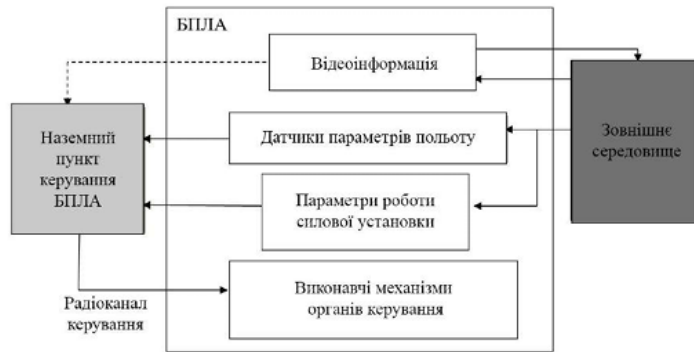 БПЛА
Відеоінформація
Наземний
пункт
керування
БПЛА
Датчики параметрів польоту
Зовнішнє
середовище
Параметри роботи
силової установки
Виконавчі механізми
органів керування
Радіоканал
керування